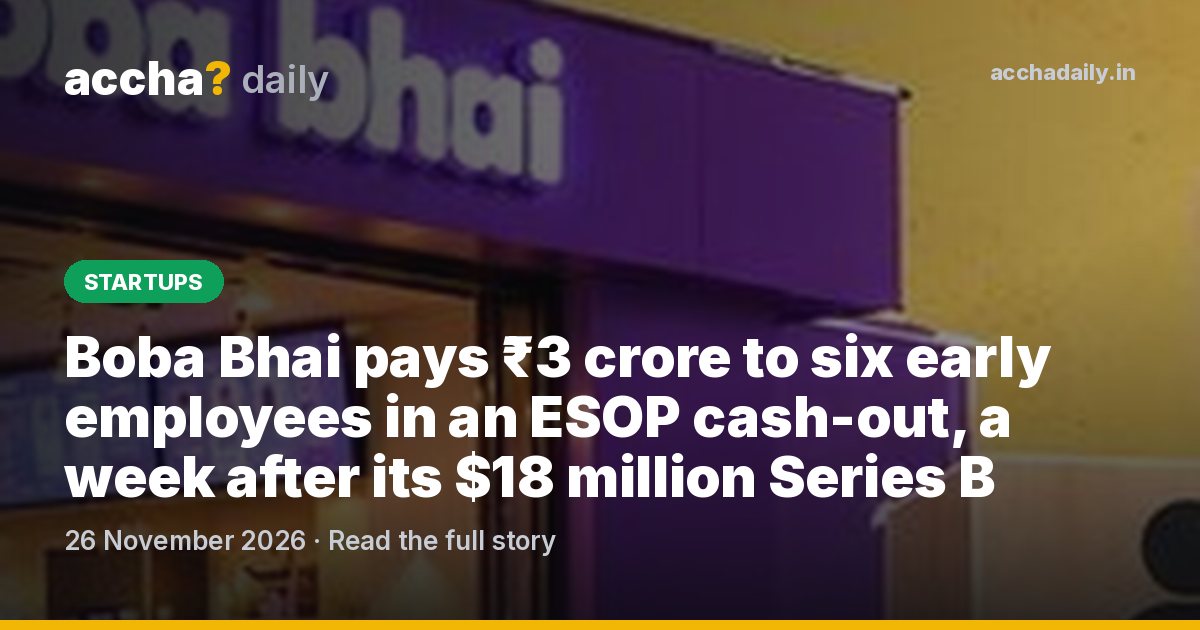 boba bhai
accha? daily
acchadaily.in
STARTUPS
Boba Bhai pays ₹3 crore to six early
employees in an ESOP cash-out, a
week after its $18 million Series B
26 November 2026 · Read the full story